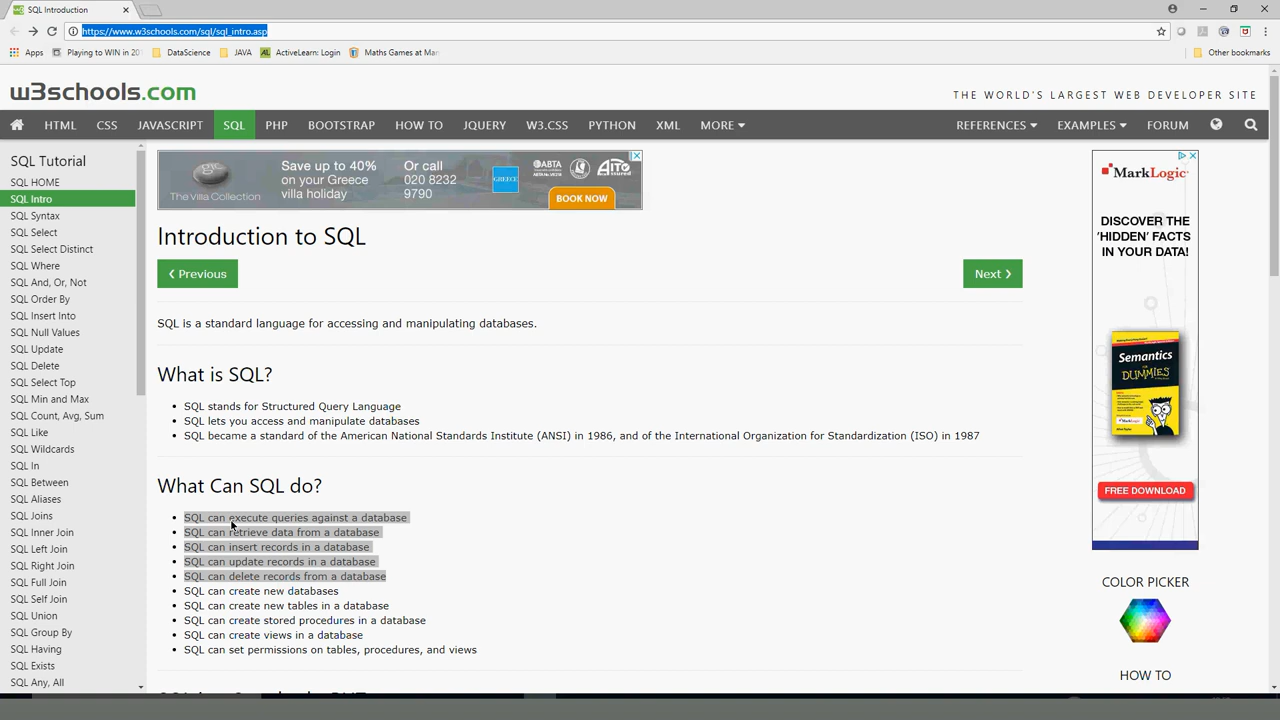 SQL Introduction
https://www.w3schools.com/sql/sql_intro.asp
Apps
Playing to WIN in 20
DataScience
JAVA
ActiveLearn: Login
Maths Games at Mar
Other bookmarks
w3schools.com
THE WORLD'S LARGEST WEB DEVELOPER SITE
HTML CSS JAVASCRIPT SQL PHP BOOTSTRAP HOW TO JQUERY W3.CSS PYTHON XML MORE REFERENCES EXAMPLES FORUM
SQL Tutorial
SQL HOME
SQL Intro
SQL Syntax
SQL Select
SQL Select Distinct
SQL Where
SQL And, Or, Not
SQL Order By
SQL Insert Into
SQL Null Values
SQL Update
SQL Delete
SQL Select Top
SQL Min and Max
SQL Count, Avg, Sum
SQL Like
SQL Wildcards
SQL In
SQL Between
SQL Aliases
SQL Joins
SQL Inner Join
SQL Left Join
SQL Right Join
SQL Full Join
SQL Self Join
SQL Union
SQL Group By
SQL Having
SQL Exists
SQL Any, All
The Villa Collection
Save up to 40%
on your Greece
villa holiday
Or call
020 8232
9790
ABTA
BOOK NOW
Introduction to SQL
❮ Previous
Next ❯
SQL is a standard language for accessing and manipulating databases.
What is SQL?
• SQL stands for Structured Query Language
• SQL lets you access and manipulate databases
• SQL became a standard of the American National Standards Institute (ANSI) in 1986, and of the International Organization for Standardization (ISO) in 1987
What Can SQL do?
• SQL can execute queries against a database
• SQL can retrieve data from a database
• SQL can insert records in a database
• SQL can update records in a database
• SQL can delete records from a database
• SQL can create new databases
• SQL can create new tables in a database
• SQL can create stored procedures in a database
• SQL can create views in a database
• SQL can set permissions on tables, procedures, and views
MarkLogic
DISCOVER THE
'HIDDEN' FACTS
IN YOUR DATA!
Semantics
DUMMIES
FREE DOWNLOAD
COLOR PICKER
HOW TO